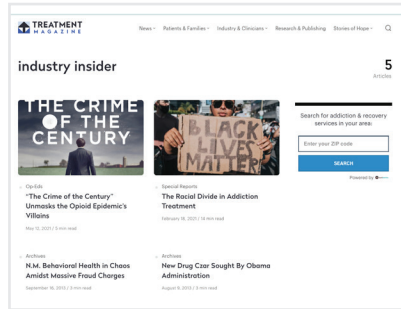 TREATMENT
MAGAZINE
News
Patients & Families
Industry & Clinicians
Research & Publishing
Stories of Hope
industry insider
5
Articles
THE CRIME
OF THE
CENTURY
BLACK
LIVES
MATTER
Search for addiction & recovery
services in your area:
Enter your ZIP code
SEARCH
Powered by
Op-Eds
"The Crime of the Century"
Unmasks the Opioid Epidemic's
Villains
May 12, 2021 / 5 min read
Special Reports
The Racial Divide in Addiction
Treatment
February 18, 2021 / 14 min read
Archives
N.M. Behavioral Health in Chaos
Amidst Massive Fraud Charges
September 16, 2013 / 3 min read
Archives
New Drug Czar Sought By Obama
Administration
August 9, 2013 / 3 min read